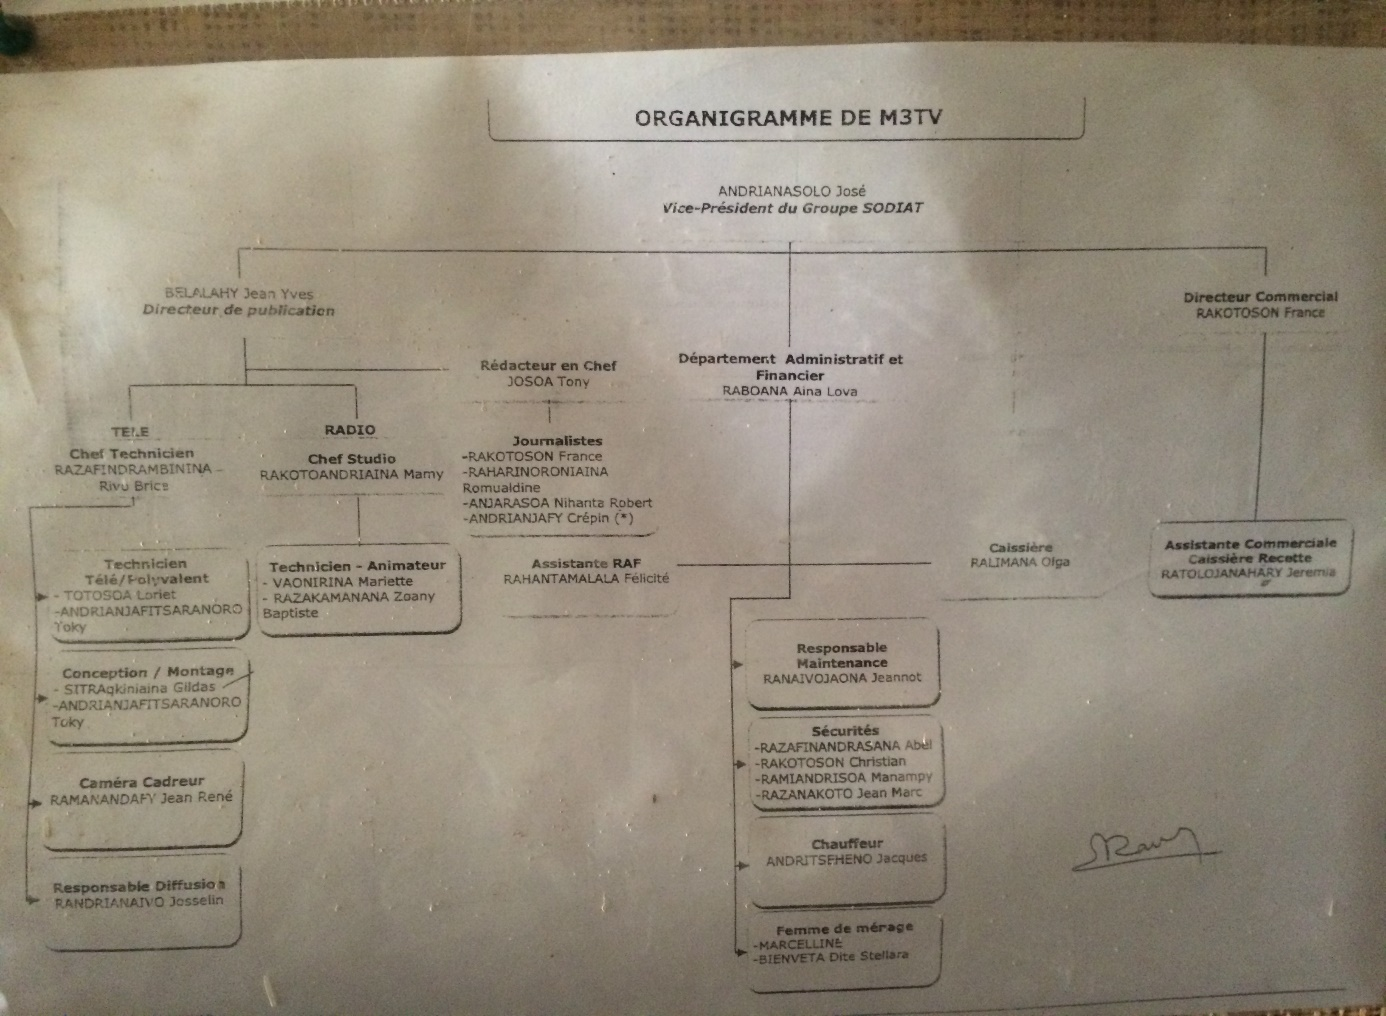 ORGANIGRAMME DE M3TV
ANDRIANASOLO José
Vice-Président du Groupe SODIAT
BELALAHY Jean Yves
Directeur de publication
Directeur Commercial
RAKOTOSON France
Rédacteur en Chef
JOSOA Tony
Département Administratif et
Financier
RABOANA Aina Lova
TELE
Chef Technicien
RAZAFINDRAMBININA -
Rivo Brice
RADIO
Chef Studio
RAKOTOANDRIAINA Mamy
Journalistes
-RAKOTOSON France
-RAHARINORONIAINA
Romualdine
-ANJARASOA Nihanta Robert
-ANDRIANJAFY Crépin (*)
Technicien
Télé/Polyvalent
- TOTOSOA Loriet
-ANDRIANJAFITSARANORO
Toky
Technicien - Animateur
- VAONIRINA Mariette
- RAZAKAMANANA Zoany
Baptiste
Assistante RAF
RAHANTAMALALA Félicité
Caissière
RALIMANA Olga
Assistante Commerciale
Caissière Recette
RATOLOJANAHARY Jeremia
Conception / Montage
- SITRAqkiniaina Gildas
-ANDRIANJAFITSARANORO
Toky
Responsable
Maintenance
RANAIVOJAONA Jeannot
Sécurités
-RAZAFINANDRASANA Abel
-RAKOTOSON Christian
-RAMIANDRISOA Manampy
-RAZANAKOTO Jean Marc
Caméra Cadreur
RAMANANDAFY Jean René
Chauffeur
ANDRITSEHENO Jacques
Responsable Diffusion
RANDRIANAIVO Josselin
Femme de mérage
-MARCELLINE
-BIENVETA Dite Stellara